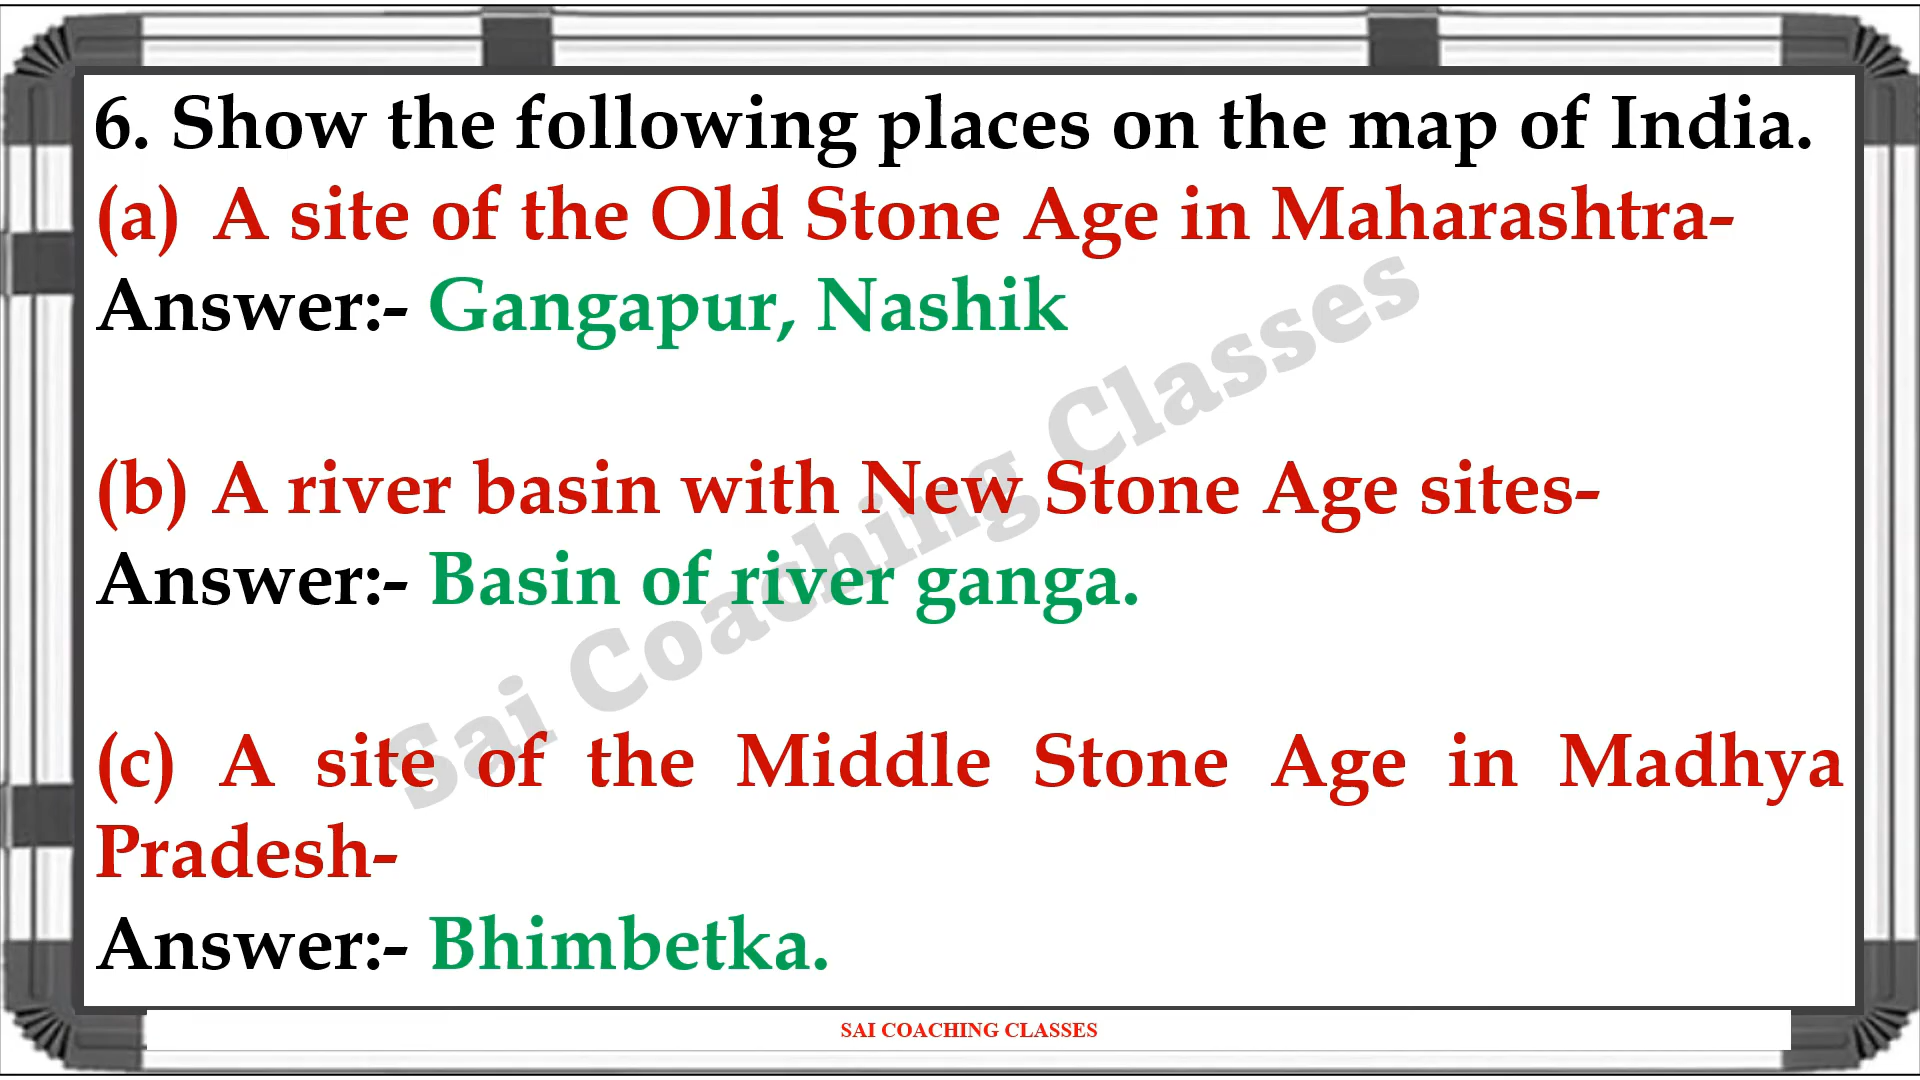 6. Show the following places on the map of India.
(a) A site of the Old Stone Age in Maharashtra-
Answer:- Gangapur, Nashik
(b) A river basin with New Stone Age sites-
Answer:- Basin of river ganga.
(c) A site of the Middle Stone Age in Madhya
Pradesh-
Answer:- Bhimbetka.
Sai Coaching Classes
SAI COACHING CLASSES